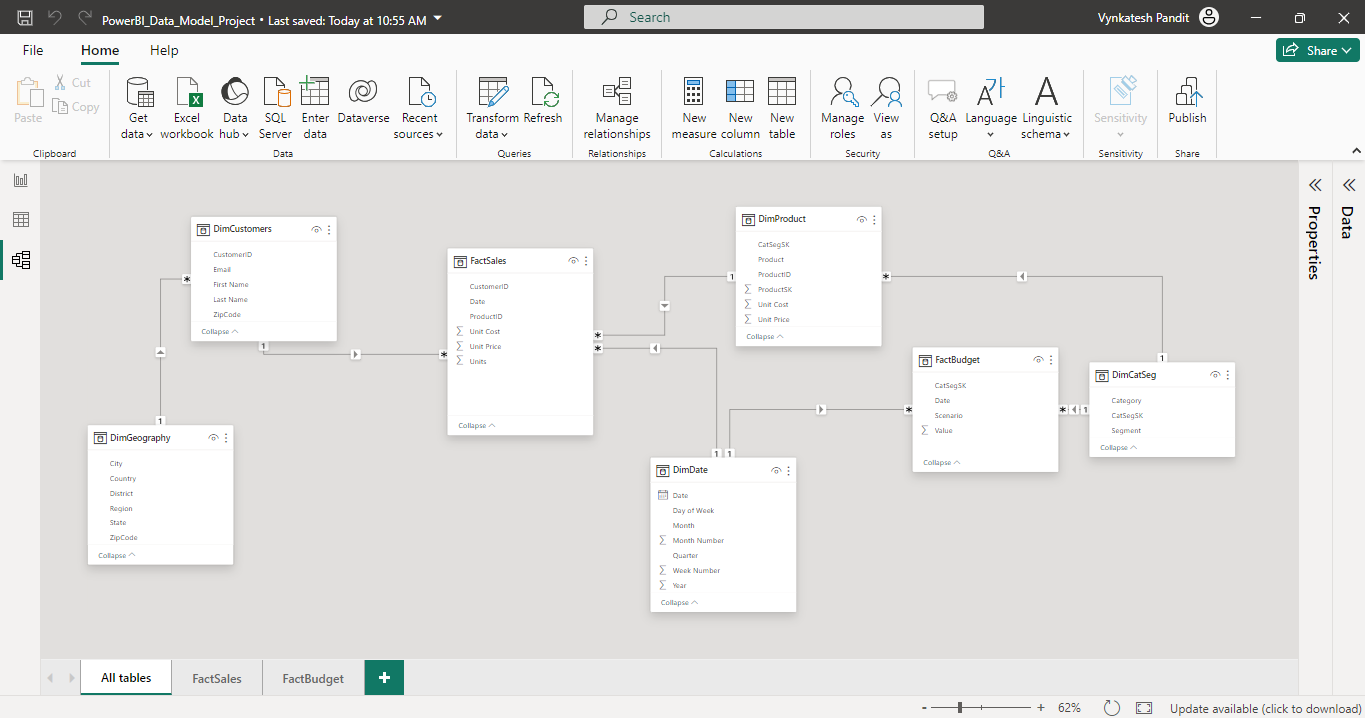 PowerBI_Data_Model_Project • Last saved: Today at 10:55 AM
Search
Vynkatesh Pandit
File
Home
Help
Share
Paste
Cut
Copy
Clipboard
Get data
Excel workbook
Data hub
SQL Server
Enter data
Dataverse
Recent sources
Data
Transform data
Refresh
Queries
Manage relationships
Relationships
New measure
New column
New table
Calculations
Manage roles
View as
Security
Q&A setup
Language
Linguistic schema
Q&A
Sensitivity
Sensitivity
Publish
Share
DimCustomers
CustomerID
Email
First Name
Last Name
ZipCode
Collapse
1
*
DimGeography
City
Country
District
Region
State
ZipCode
Collapse
1
*
FactSales
CustomerID
Date
ProductID
Unit Cost
Unit Price
Units
Collapse
*
*
DimProduct
CatSegSK
Product
ProductID
ProductSK
Unit Cost
Unit Price
Collapse
1
*
DimDate
Date
Day of Week
Month
Month Number
Quarter
Week Number
Year
Collapse
1
1
FactBudget
CatSegSK
Date
Scenario
Value
Collapse
*
*
DimCatSeg
Category
CatSegSK
Segment
Collapse
1
1
Properties
Data
All tables
FactSales
FactBudget
+
- + 62%
Update available (click to download)